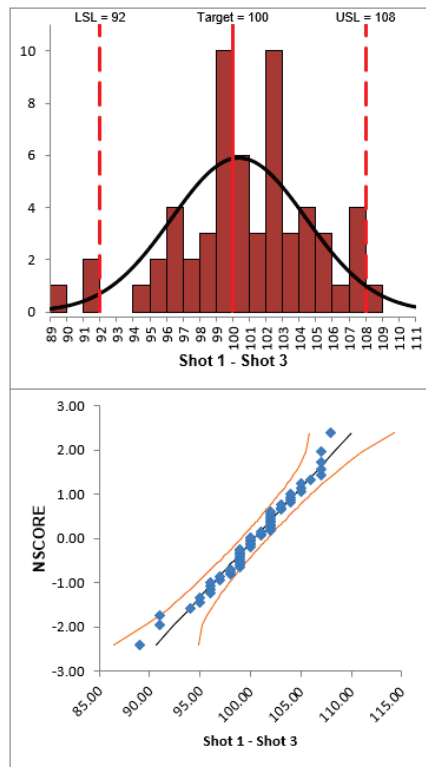 LSL = 92 Target = 100 USL = 108
10
8
6
4
2
0
89 90 91 92 93 94 95 96 97 98 99 100 101 102 103 104 105 106 107 108 109 110 111
Shot 1 - Shot 3
3.00
2.00
1.00
0.00
-1.00
-2.00
-3.00
NSCORE
85.00 90.00 95.00 100.00 105.00 110.00 115.00
Shot 1 - Shot 3